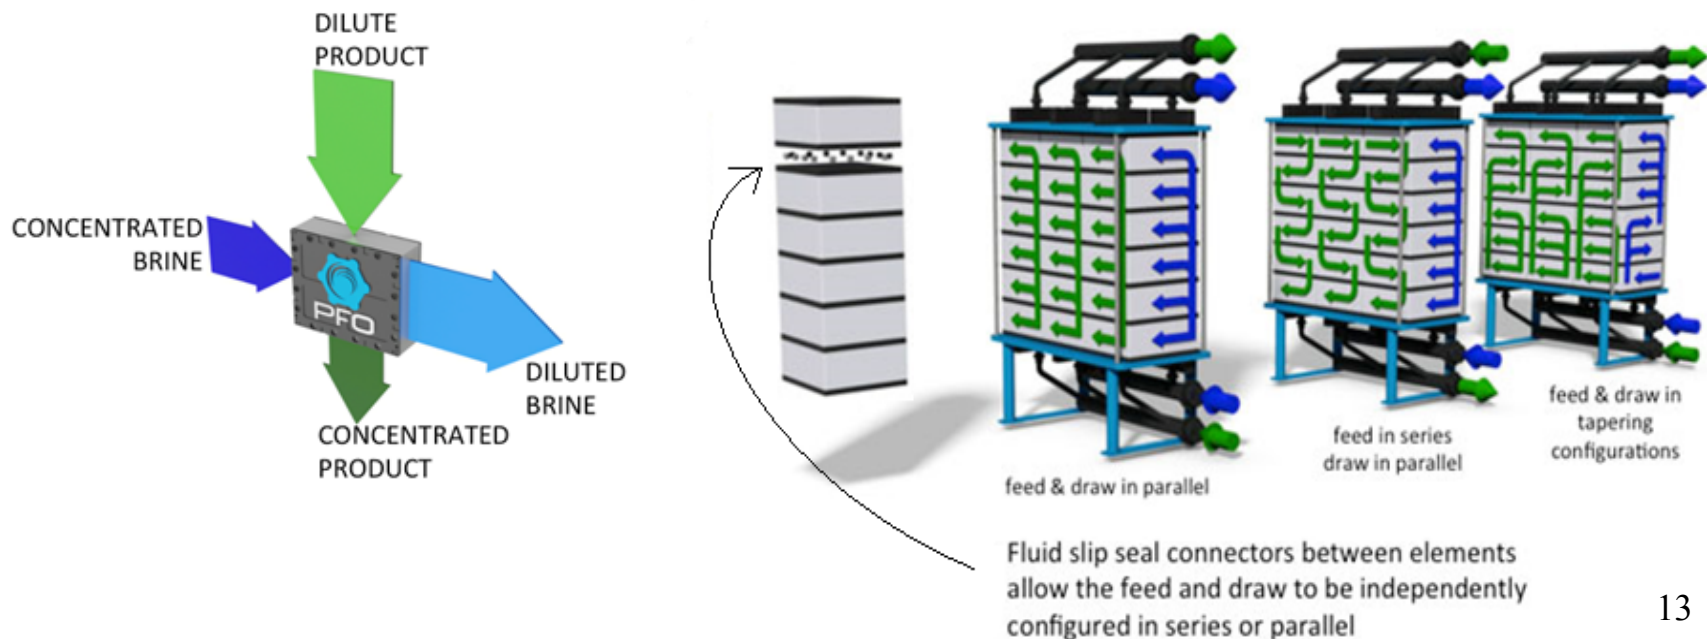 DILUTE
PRODUCT
CONCENTRATED
BRINE
PFO
DILUTED
BRINE
CONCENTRATED
PRODUCT
feed & draw in parallel
feed in series
draw in parallel
feed & draw in
tapering
configurations
Fluid slip seal connectors between elements
allow the feed and draw to be independently
configured in series or parallel
13